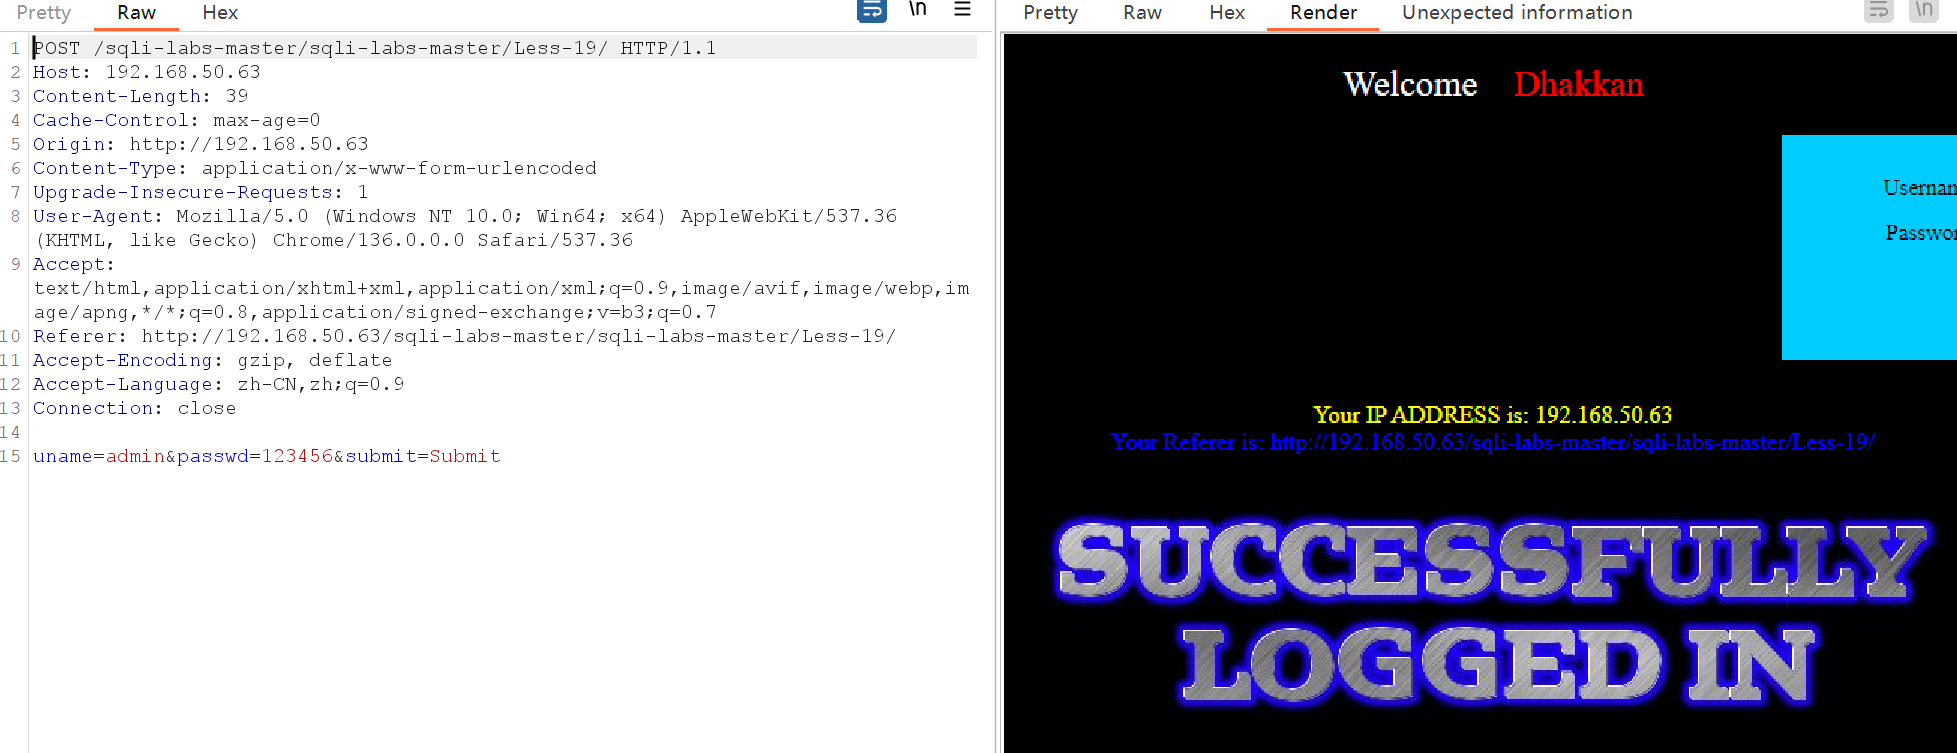 Pretty Raw Hex \n
1 POST /sqli-labs-master/sqli-labs-master/Less-19/ HTTP/1.1
2 Host: 192.168.50.63
3 Content-Length: 39
4 Cache-Control: max-age=0
5 Origin: http://192.168.50.63
6 Content-Type: application/x-www-form-urlencoded
7 Upgrade-Insecure-Requests: 1
8 User-Agent: Mozilla/5.0 (Windows NT 10.0; Win64; x64) AppleWebKit/537.36
(KHTML, like Gecko) Chrome/136.0.0.0 Safari/537.36
9 Accept:
text/html,application/xhtml+xml,application/xml;q=0.9,image/avif,image/webp,im
age/apng,*/*;q=0.8,application/signed-exchange;v=b3;q=0.7
10 Referer: http://192.168.50.63/sqli-labs-master/sqli-labs-master/Less-19/
11 Accept-Encoding: gzip, deflate
12 Accept-Language: zh-CN,zh;q=0.9
13 Connection: close
14
15 uname=admin&passwd=123456&submit=Submit
Pretty Raw Hex Render Unexpected information \n
Welcome Dhakkan
Usernam
Passwor
Your IP ADDRESS is: 192.168.50.63
Your Referer is: http://192.168.50.63/sqli-labs-master/sqli-labs-master/Less-19/
SUCCESSFULLY
LOGGED IN